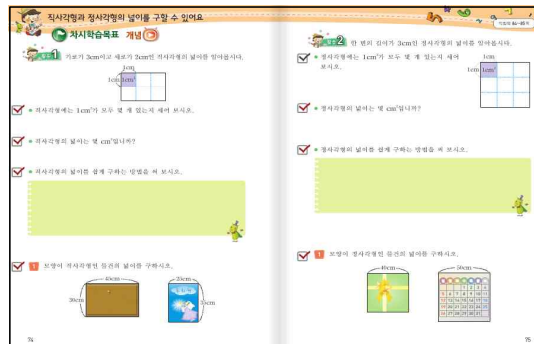 직사각형과 정사각형의 넓이를 구할 수 있어요
차시학습목표 개념
1 가로가 3cm이고 세로가 2cm인 직사각형의 넓이를 알아봅시다.
1cm
1cm 1cm²
직사각형에는 1cm²가 모두 몇 개 있는지 세어 보시오.
직사각형의 넓이는 몇 cm²입니까?
직사각형의 넓이를 쉽게 구하는 방법을 써 보시오.
1 모양이 직사각형인 물건의 넓이를 구하시오.
45cm
30cm
25cm
74
2 한 변의 길이가 3cm인 정사각형의 넓이를 알아봅시다.
정사각형에는 1cm²가 모두 몇 개 있는지 세어
보시오.
1cm
1cm 1cm²
정사각형의 넓이는 몇 cm²입니까?
정사각형의 넓이를 쉽게 구하는 방법을 써 보시오.
1 모양이 정사각형인 물건의 넓이를 구하시오.
40cm
50cm
75